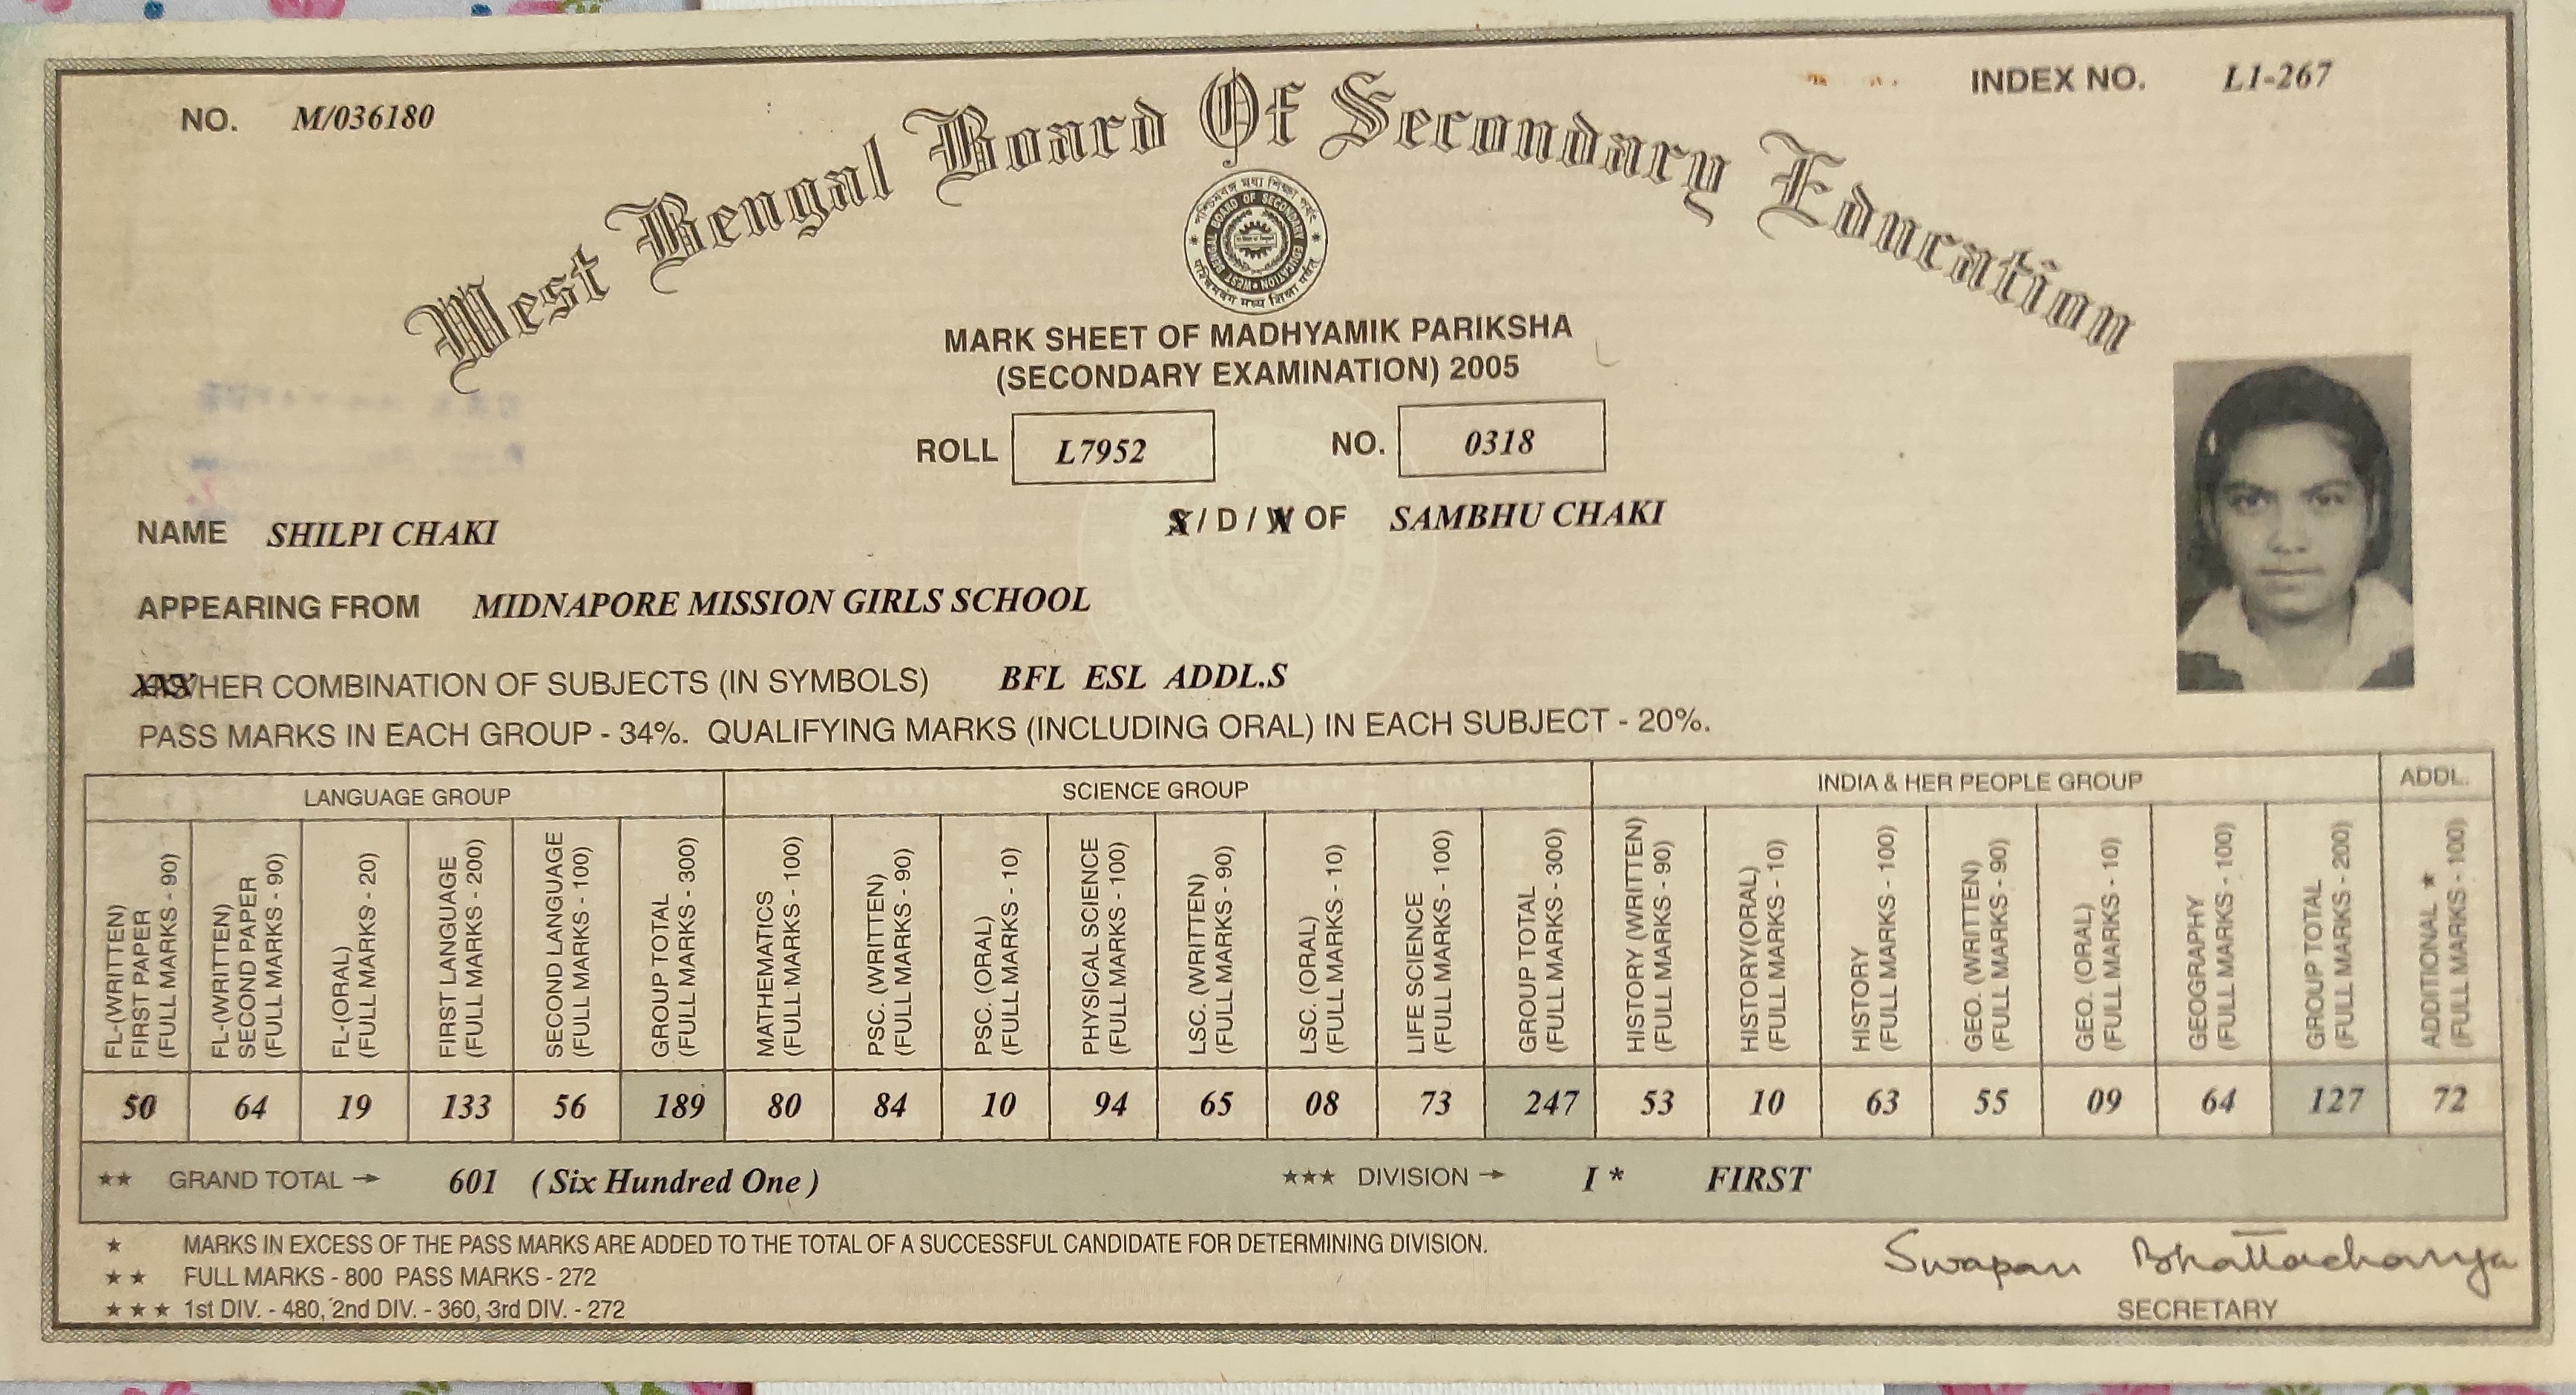 NO. M/036180
INDEX NO. L1-267
West Bengal Board Of Secondary Education
পশ্চিমবঙ্গ মধ্য শিক্ষা পর্ষদ
WEST BENGAL BOARD OF SECONDARY EDUCATION
MARK SHEET OF MADHYAMIK PARIKSHA
(SECONDARY EXAMINATION) 2005
ROLL L7952 NO. 0318
NAME SHILPI CHAKI S/D/W OF SAMBHU CHAKI
APPEARING FROM MIDNAPORE MISSION GIRLS SCHOOL
/HER COMBINATION OF SUBJECTS (IN SYMBOLS) BFL ESL ADDL.S
PASS MARKS IN EACH GROUP - 34%. QUALIFYING MARKS (INCLUDING ORAL) IN EACH SUBJECT - 20%.
LANGUAGE GROUP SCIENCE GROUP INDIA & HER PEOPLE GROUP ADDL.
FL-(WRITTEN) FIRST PAPER (FULL MARKS - 90)
FL-(WRITTEN) SECOND PAPER (FULL MARKS - 90)
FL-(ORAL) (FULL MARKS - 20)
FIRST LANGUAGE (FULL MARKS - 200)
SECOND LANGUAGE (FULL MARKS - 100)
GROUP TOTAL (FULL MARKS - 300)
MATHEMATICS (FULL MARKS - 100)
PSC. (WRITTEN) (FULL MARKS - 90)
PSC. (ORAL) (FULL MARKS - 10)
PHYSICAL SCIENCE (FULL MARKS - 100)
LSC. (WRITTEN) (FULL MARKS - 90)
LSC. (ORAL) (FULL MARKS - 10)
LIFE SCIENCE (FULL MARKS - 100)
GROUP TOTAL (FULL MARKS - 300)
HISTORY (WRITTEN) (FULL MARKS - 90)
HISTORY(ORAL) (FULL MARKS - 10)
HISTORY (FULL MARKS - 100)
GEO. (WRITTEN) (FULL MARKS - 90)
GEO. (ORAL) (FULL MARKS - 10)
GEOGRAPHY (FULL MARKS - 100)
GROUP TOTAL (FULL MARKS - 200)
ADDITIONAL ★ (FULL MARKS - 100)
50 64 19 133 56 189 80 84 10 94 65 08 73 247 53 10 63 55 09 64 127 72
★★ GRAND TOTAL → 601 (Six Hundred One) ★★★ DIVISION → I * FIRST
★ MARKS IN EXCESS OF THE PASS MARKS ARE ADDED TO THE TOTAL OF A SUCCESSFUL CANDIDATE FOR DETERMINING DIVISION.
★★ FULL MARKS - 800 PASS MARKS - 272
★★★ 1st DIV. - 480, 2nd DIV. - 360, 3rd DIV. - 272
Swapan Bhattacharyya
SECRETARY